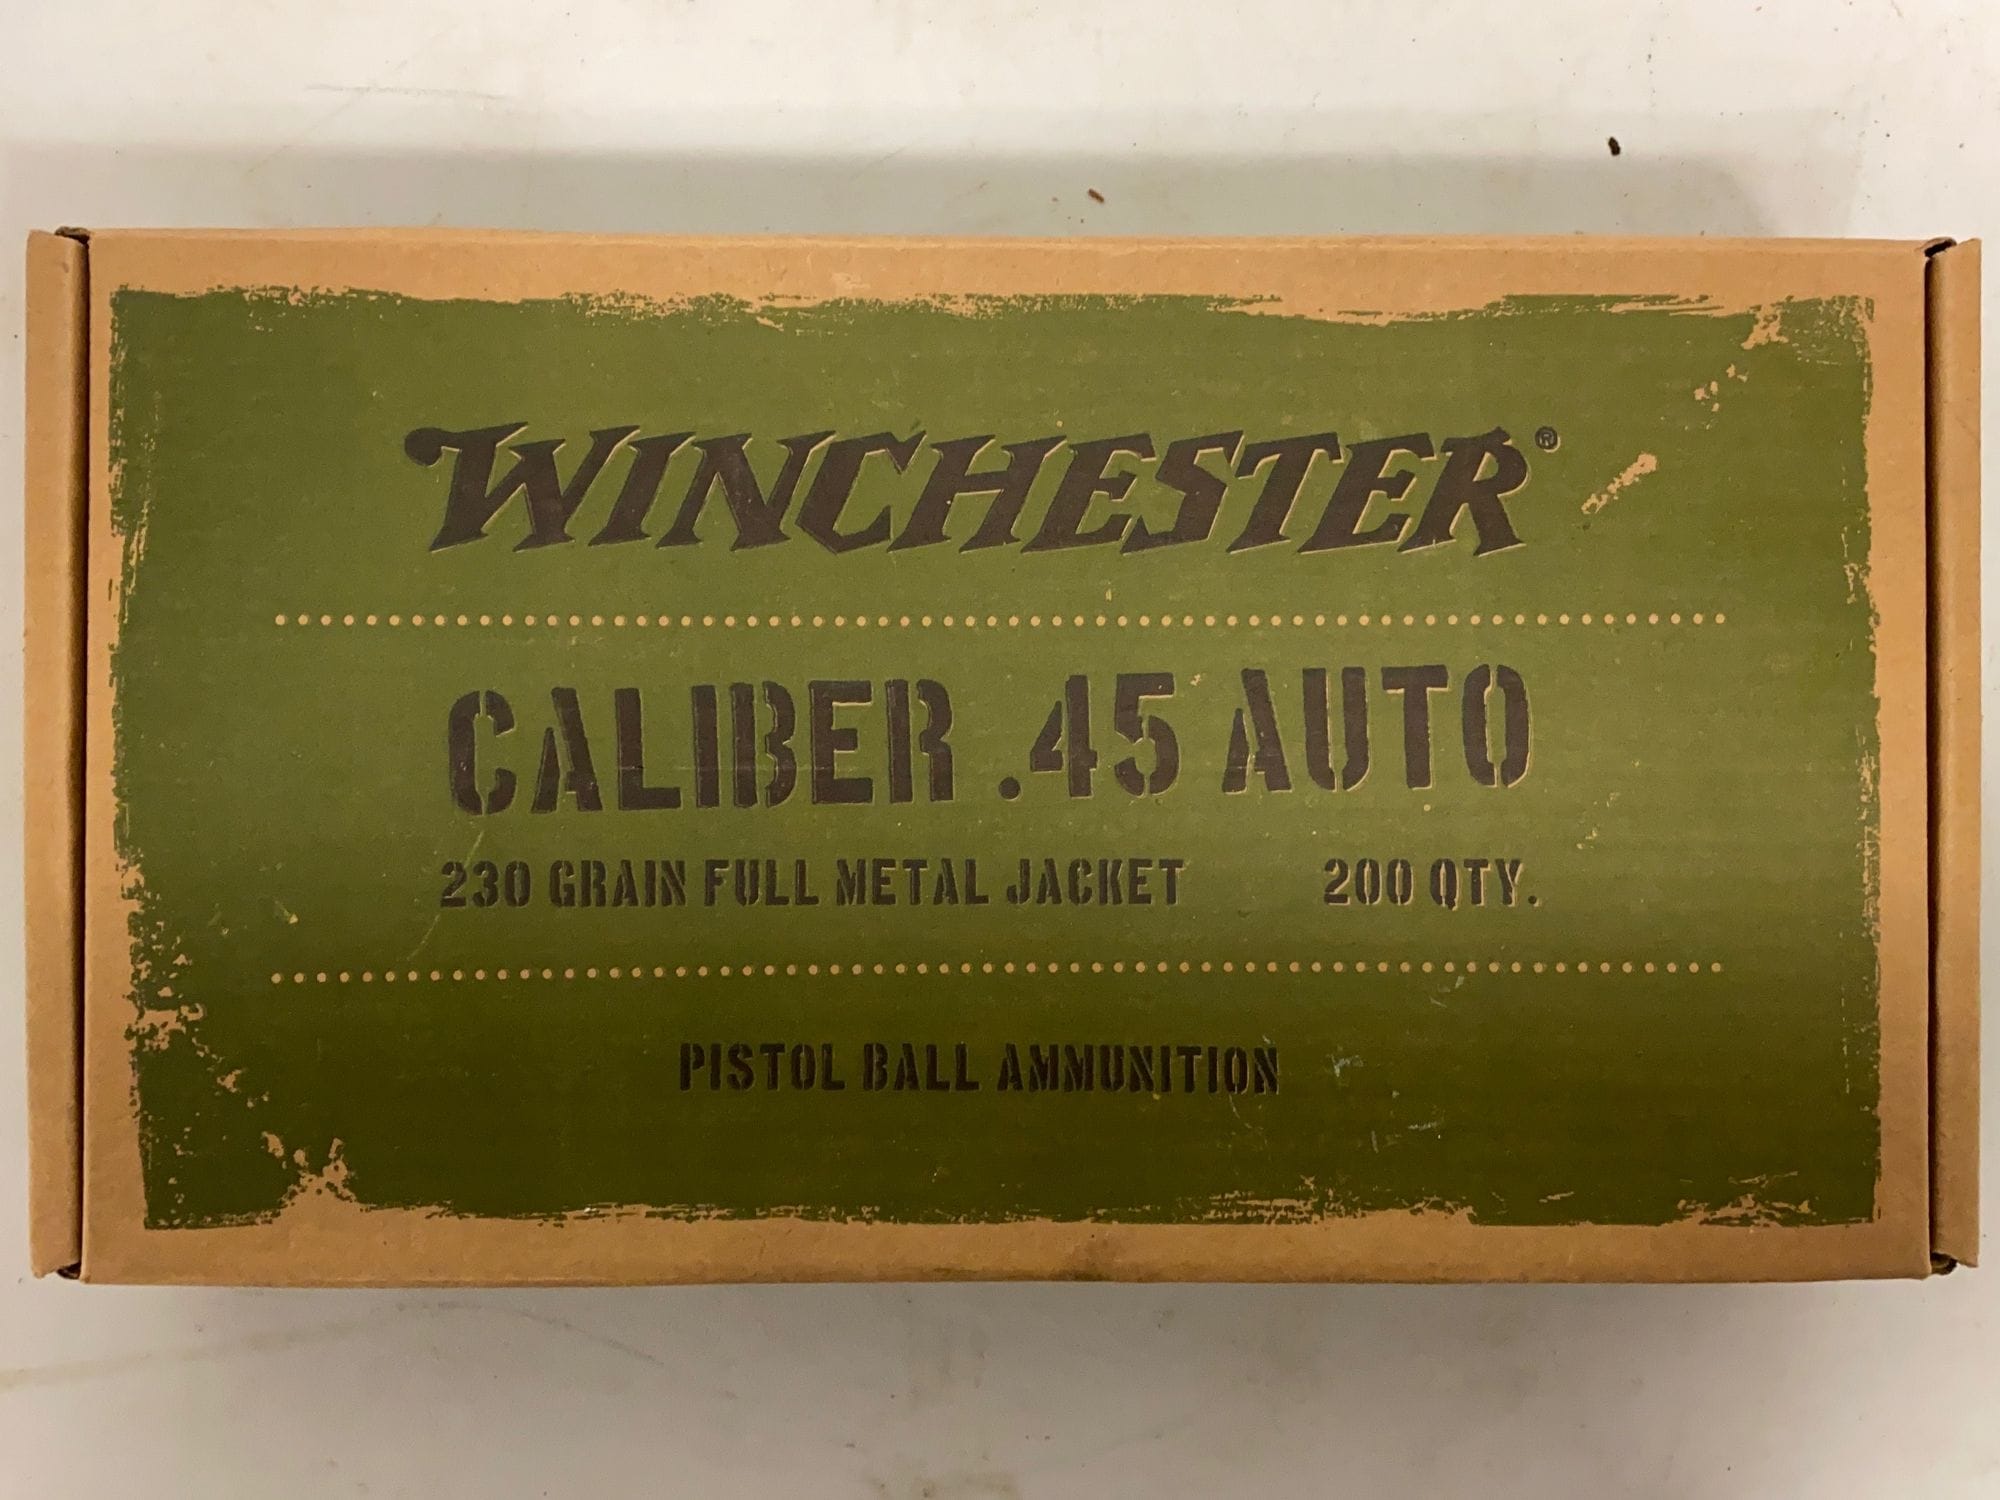 WINCHESTER®
CALIBER .45 AUTO
230 GRAIN FULL METAL JACKET 200 QTY.
PISTOL BALL AMMUNITION